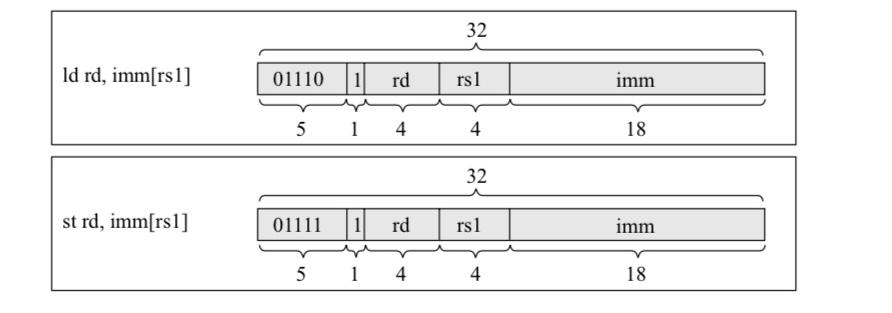 32
ld rd, imm[rs1]
01110 1 rd rs1 imm
5 1 4 4 18
32
st rd, imm[rs1]
01111 1 rd rs1 imm
5 1 4 4 18